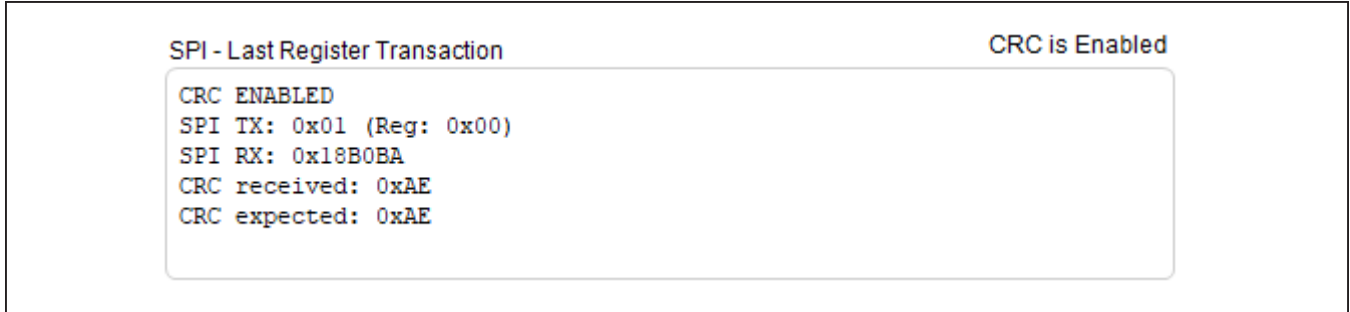 SPI - Last Register Transaction
CRC is Enabled
CRC ENABLED
SPI TX: 0x01 (Reg: 0x00)
SPI RX: 0x18B0BA
CRC received: 0xAE
CRC expected: 0xAE